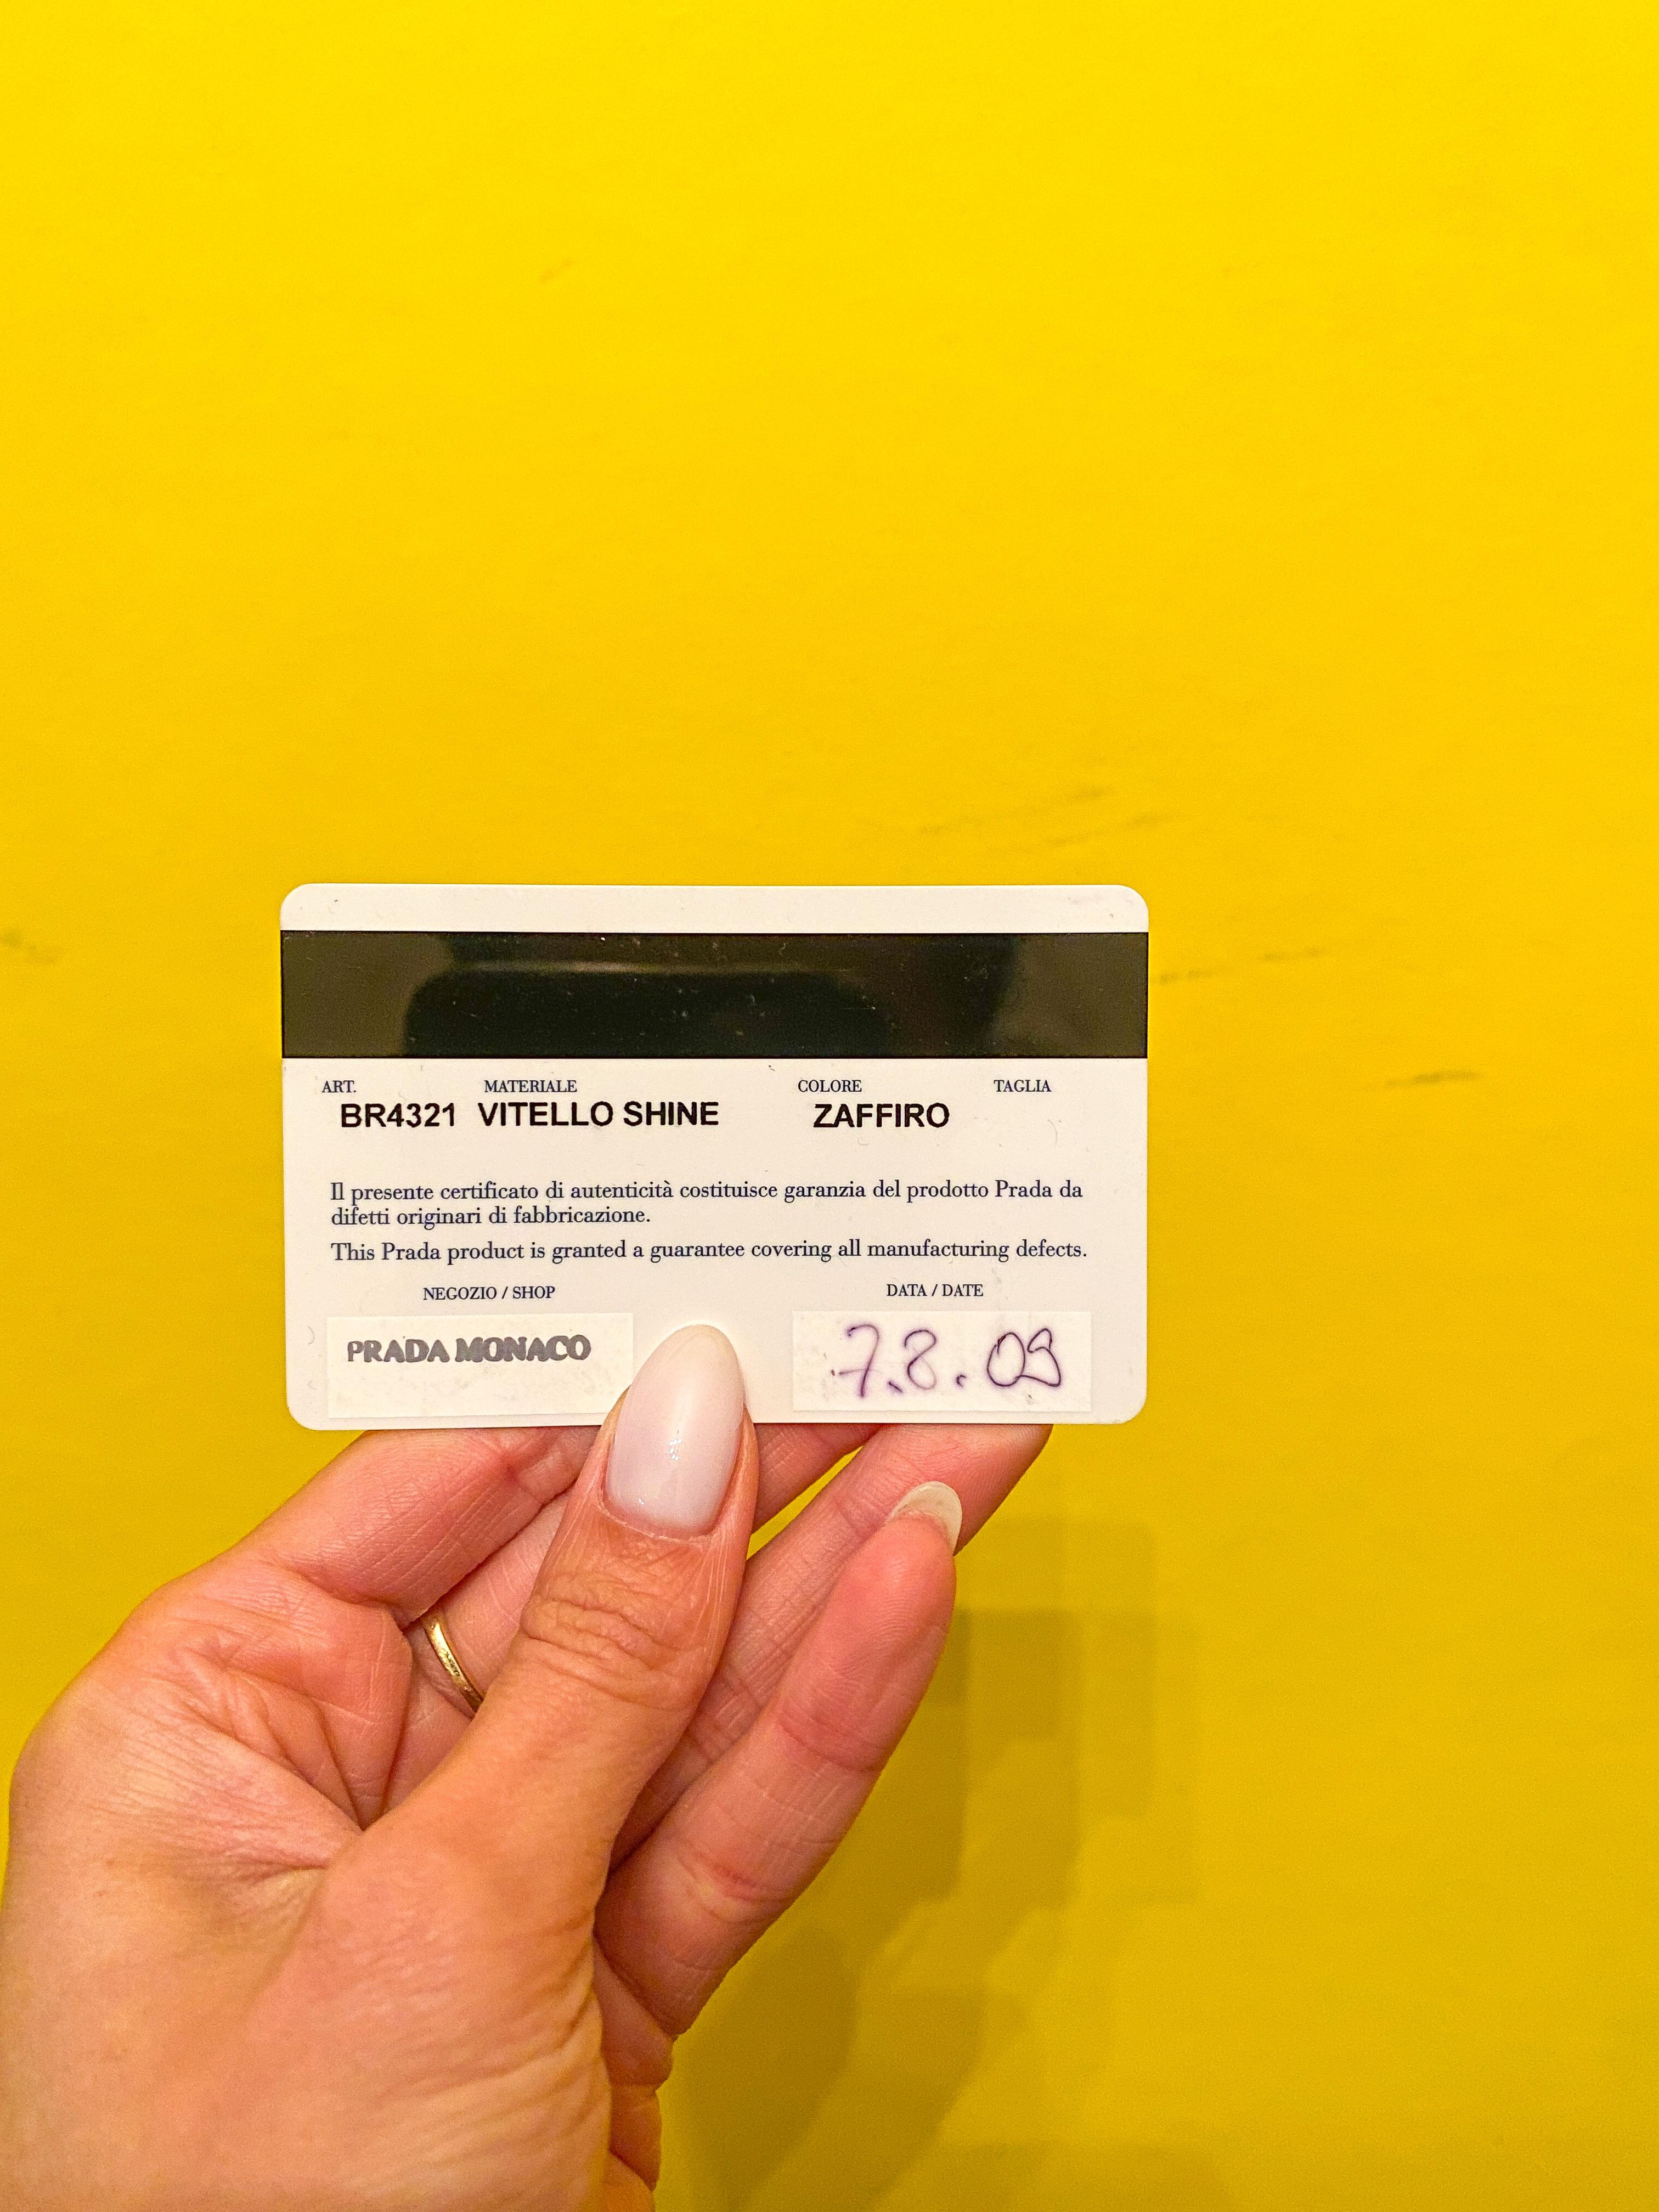 ART. MATERIALE COLORE TAGLIA
BR4321 VITELLO SHINE ZAFFIRO
Il presente certificato di autenticità costituisce garanzia del prodotto Prada da
difetti originari di fabbricazione.
This Prada product is granted a guarantee covering all manufacturing defects.
NEGOZIO / SHOP DATA / DATE
PRADA MONACO 7.8.09